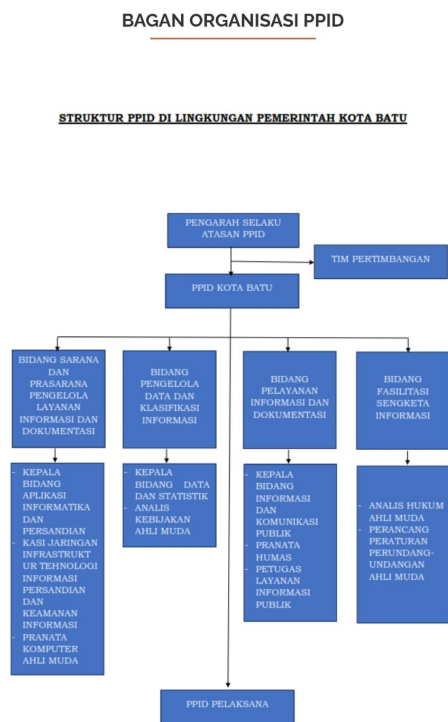 BAGAN ORGANISASI PPID
STRUKTUR PPID DI LINGKUNGAN PEMERINTAH KOTA BATU
PENGARAH SELAKU
ATASAN PPID
TIM PERTIMBANGAN
PPID KOTA BATU
BIDANG SARANA
DAN
PRASARANA
PENGELOLA
LAYANAN
INFORMASI DAN
DOKUMENTASI
BIDANG
PENGELOLA
DATA DAN
KLASIFIKASI
INFORMASI
BIDANG
PELAYANAN
INFORMASI DAN
DOKUMENTASI
BIDANG
FASILITASI
SENGKETA
INFORMASI
- KEPALA
BIDANG
APLIKASI
INFORMATIKA
DAN
PERSANDIAN
- KASI JARINGAN
INFRASTRUKT
UR TEHNOLOGI
INFORMASI
PERSANDIAN
DAN
KEAMANAN
INFORMASI
- PRANATA
KOMPUTER
AHLI MUDA
- KEPALA
BIDANG DATA
DAN STATISTIK
- ANALIS
KEBIJAKAN
AHLI MUDA
- KEPALA
BIDANG
INFORMASI
DAN
KOMUNIKASI
PUBLIK
- PRANATA
HUMAS
- PETUGAS
LAYANAN
INFORMASI
PUBLIK
- ANALIS HUKUM
AHLI MUDA
- PERANCANG
PERATURAN
PERUNDANG-
UNDANGAN
AHLI MUDA
PPID PELAKSANA